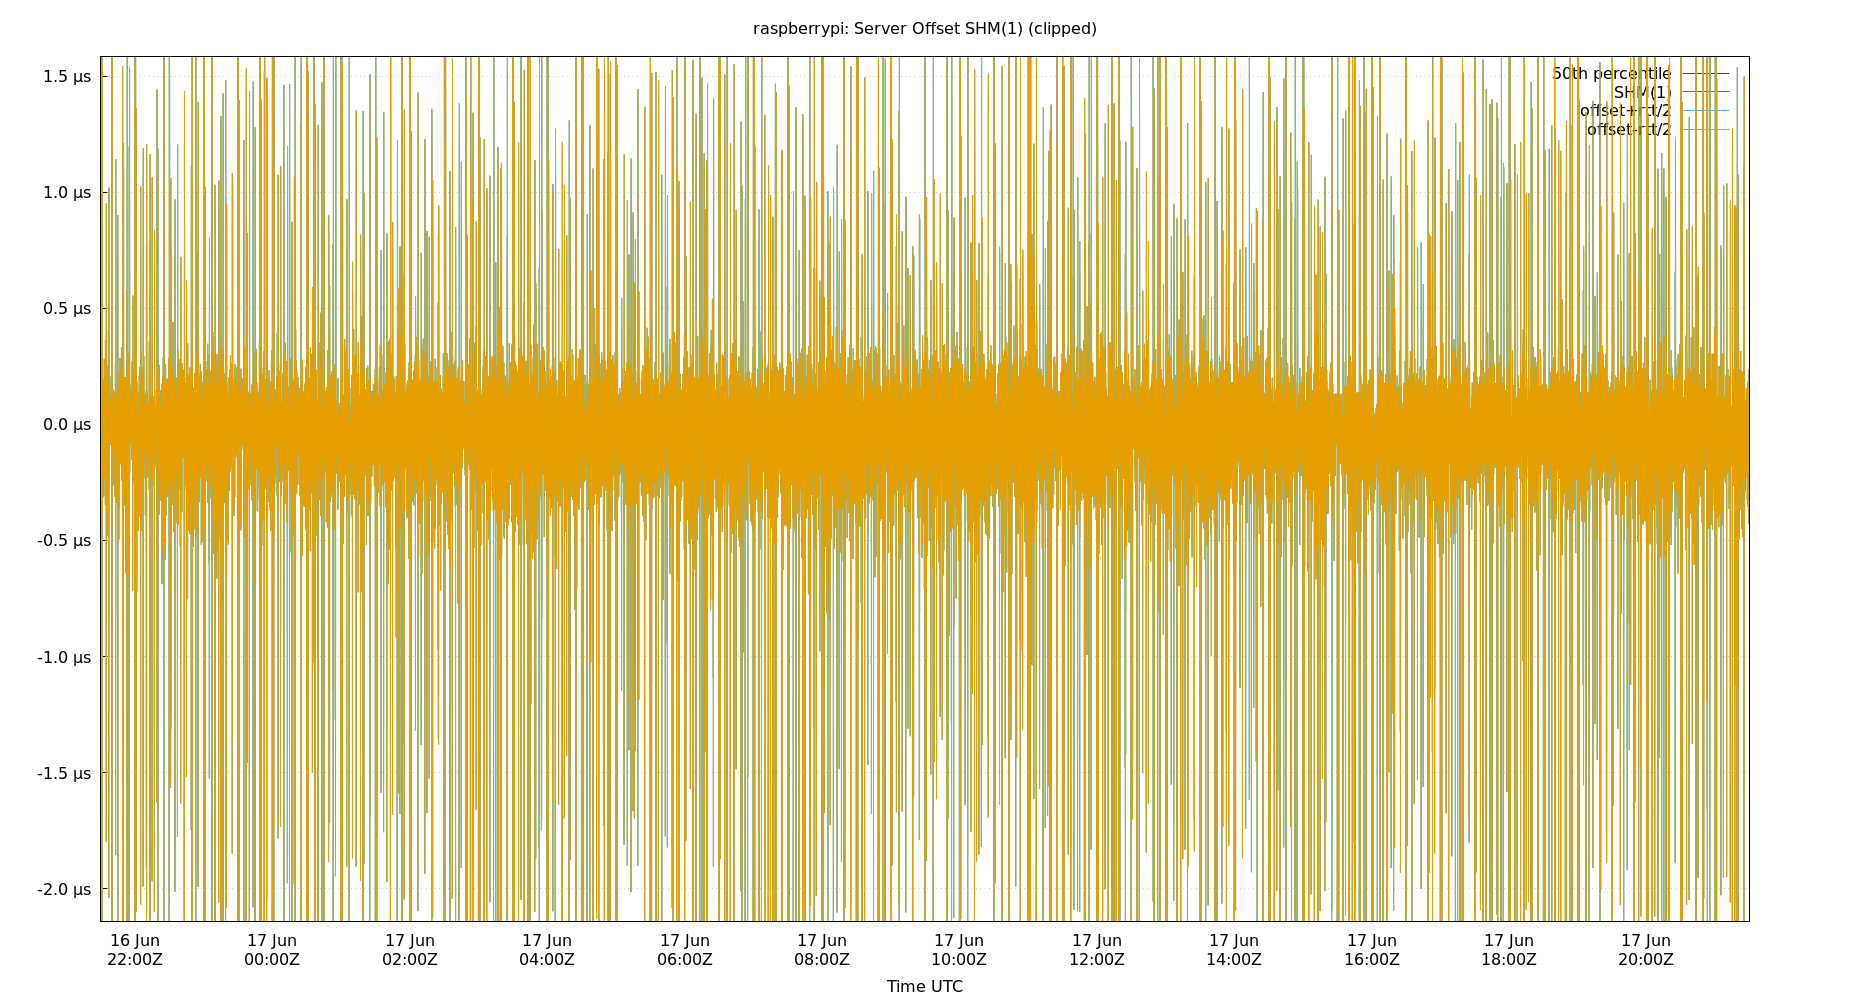 raspberrypi: Server Offset SHM(1) (clipped)
1.5 µs
1.0 µs
0.5 µs
0.0 µs
-0.5 µs
-1.0 µs
-1.5 µs
-2.0 µs
50th percentile
SHM(1)
offset+rtt/2
offset-rtt/2
16 Jun 17 Jun 17 Jun 17 Jun 17 Jun 17 Jun 17 Jun 17 Jun 17 Jun 17 Jun 17 Jun 17 Jun
22:00Z 00:00Z 02:00Z 04:00Z 06:00Z 08:00Z 10:00Z 12:00Z 14:00Z 16:00Z 18:00Z 20:00Z
Time UTC